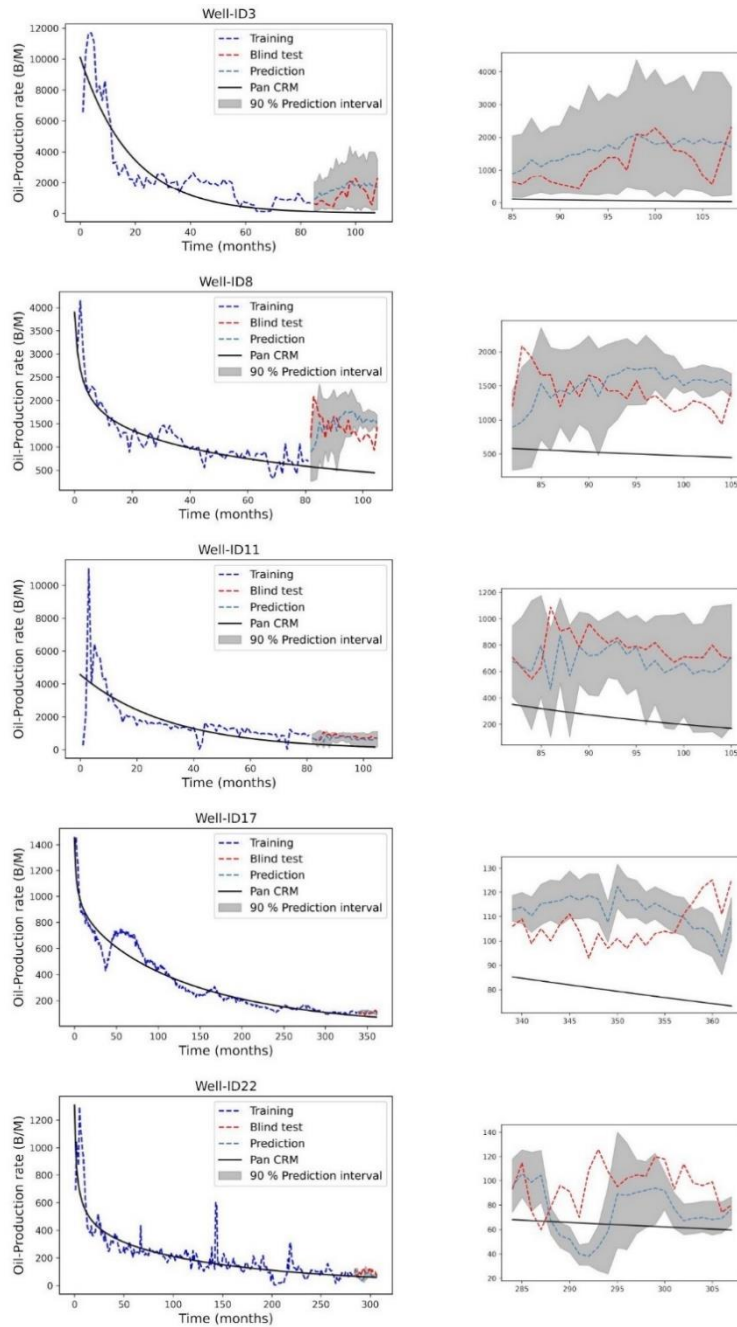 Well-ID3
Oil-Production rate (B/M)
12000
10000
8000
6000
4000
2000
0
Training
Blind test
Prediction
Pan CRM
90 % Prediction interval
0 20 40 60 80 100
Time (months)
4000
3000
2000
1000
0
85 90 95 100 105
Well-ID8
Oil-Production rate (B/M)
4000
3500
3000
2500
2000
1500
1000
500
Training
Blind test
Prediction
Pan CRM
90 % Prediction interval
0 20 40 60 80 100
Time (months)
2000
1500
1000
500
85 90 95 100 105
Well-ID11
Oil-Production rate (B/M)
10000
8000
6000
4000
2000
0
Training
Blind test
Prediction
Pan CRM
90 % Prediction interval
0 20 40 60 80 100
Time (months)
1200
1000
800
600
400
200
85 90 95 100 105
Well-ID17
Oil-Production rate (B/M)
1400
1200
1000
800
600
400
200
Training
Blind test
Prediction
Pan CRM
90 % Prediction interval
0 50 100 150 200 250 300 350
Time (months)
130
120
110
100
90
80
340 345 350 355 360
Well-ID22
Oil-Production rate (B/M)
1200
1000
800
600
400
200
0
Training
Blind test
Prediction
Pan CRM
90 % Prediction interval
0 50 100 150 200 250 300
Time (months)
140
120
100
80
60
40
20
285 290 295 300 305